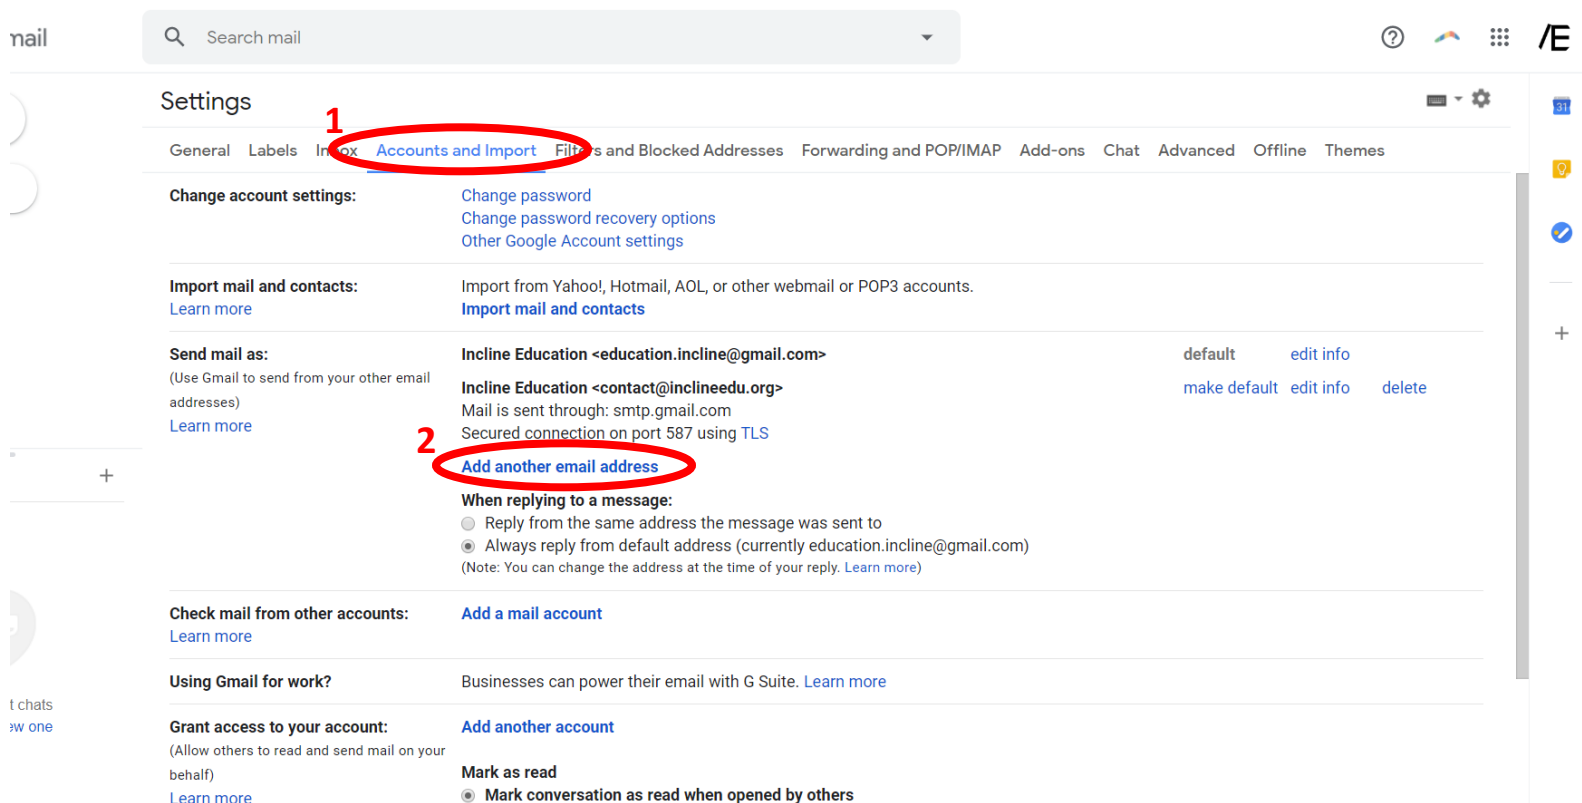 mail
Search mail
/E
Settings
1
General Labels Inbox Accounts and Import Filters and Blocked Addresses Forwarding and POP/IMAP Add-ons Chat Advanced Offline Themes
31
Change account settings: Change password
Change password recovery options
Other Google Account settings
Import mail and contacts: Import from Yahoo!, Hotmail, AOL, or other webmail or POP3 accounts.
Learn more Import mail and contacts
Send mail as: Incline Education <education.incline@gmail.com> default edit info
(Use Gmail to send from your other email
addresses)
Learn more
Incline Education <contact@inclineedu.org> make default edit info delete
Mail is sent through: smtp.gmail.com
Secured connection on port 587 using TLS
2
Add another email address
When replying to a message:
Reply from the same address the message was sent to
Always reply from default address (currently education.incline@gmail.com)
(Note: You can change the address at the time of your reply. Learn more)
Check mail from other accounts: Add a mail account
Learn more
Using Gmail for work? Businesses can power their email with G Suite. Learn more
t chats
ew one
Grant access to your account: Add another account
(Allow others to read and send mail on your
behalf)
Learn more
Mark as read
Mark conversation as read when opened by others